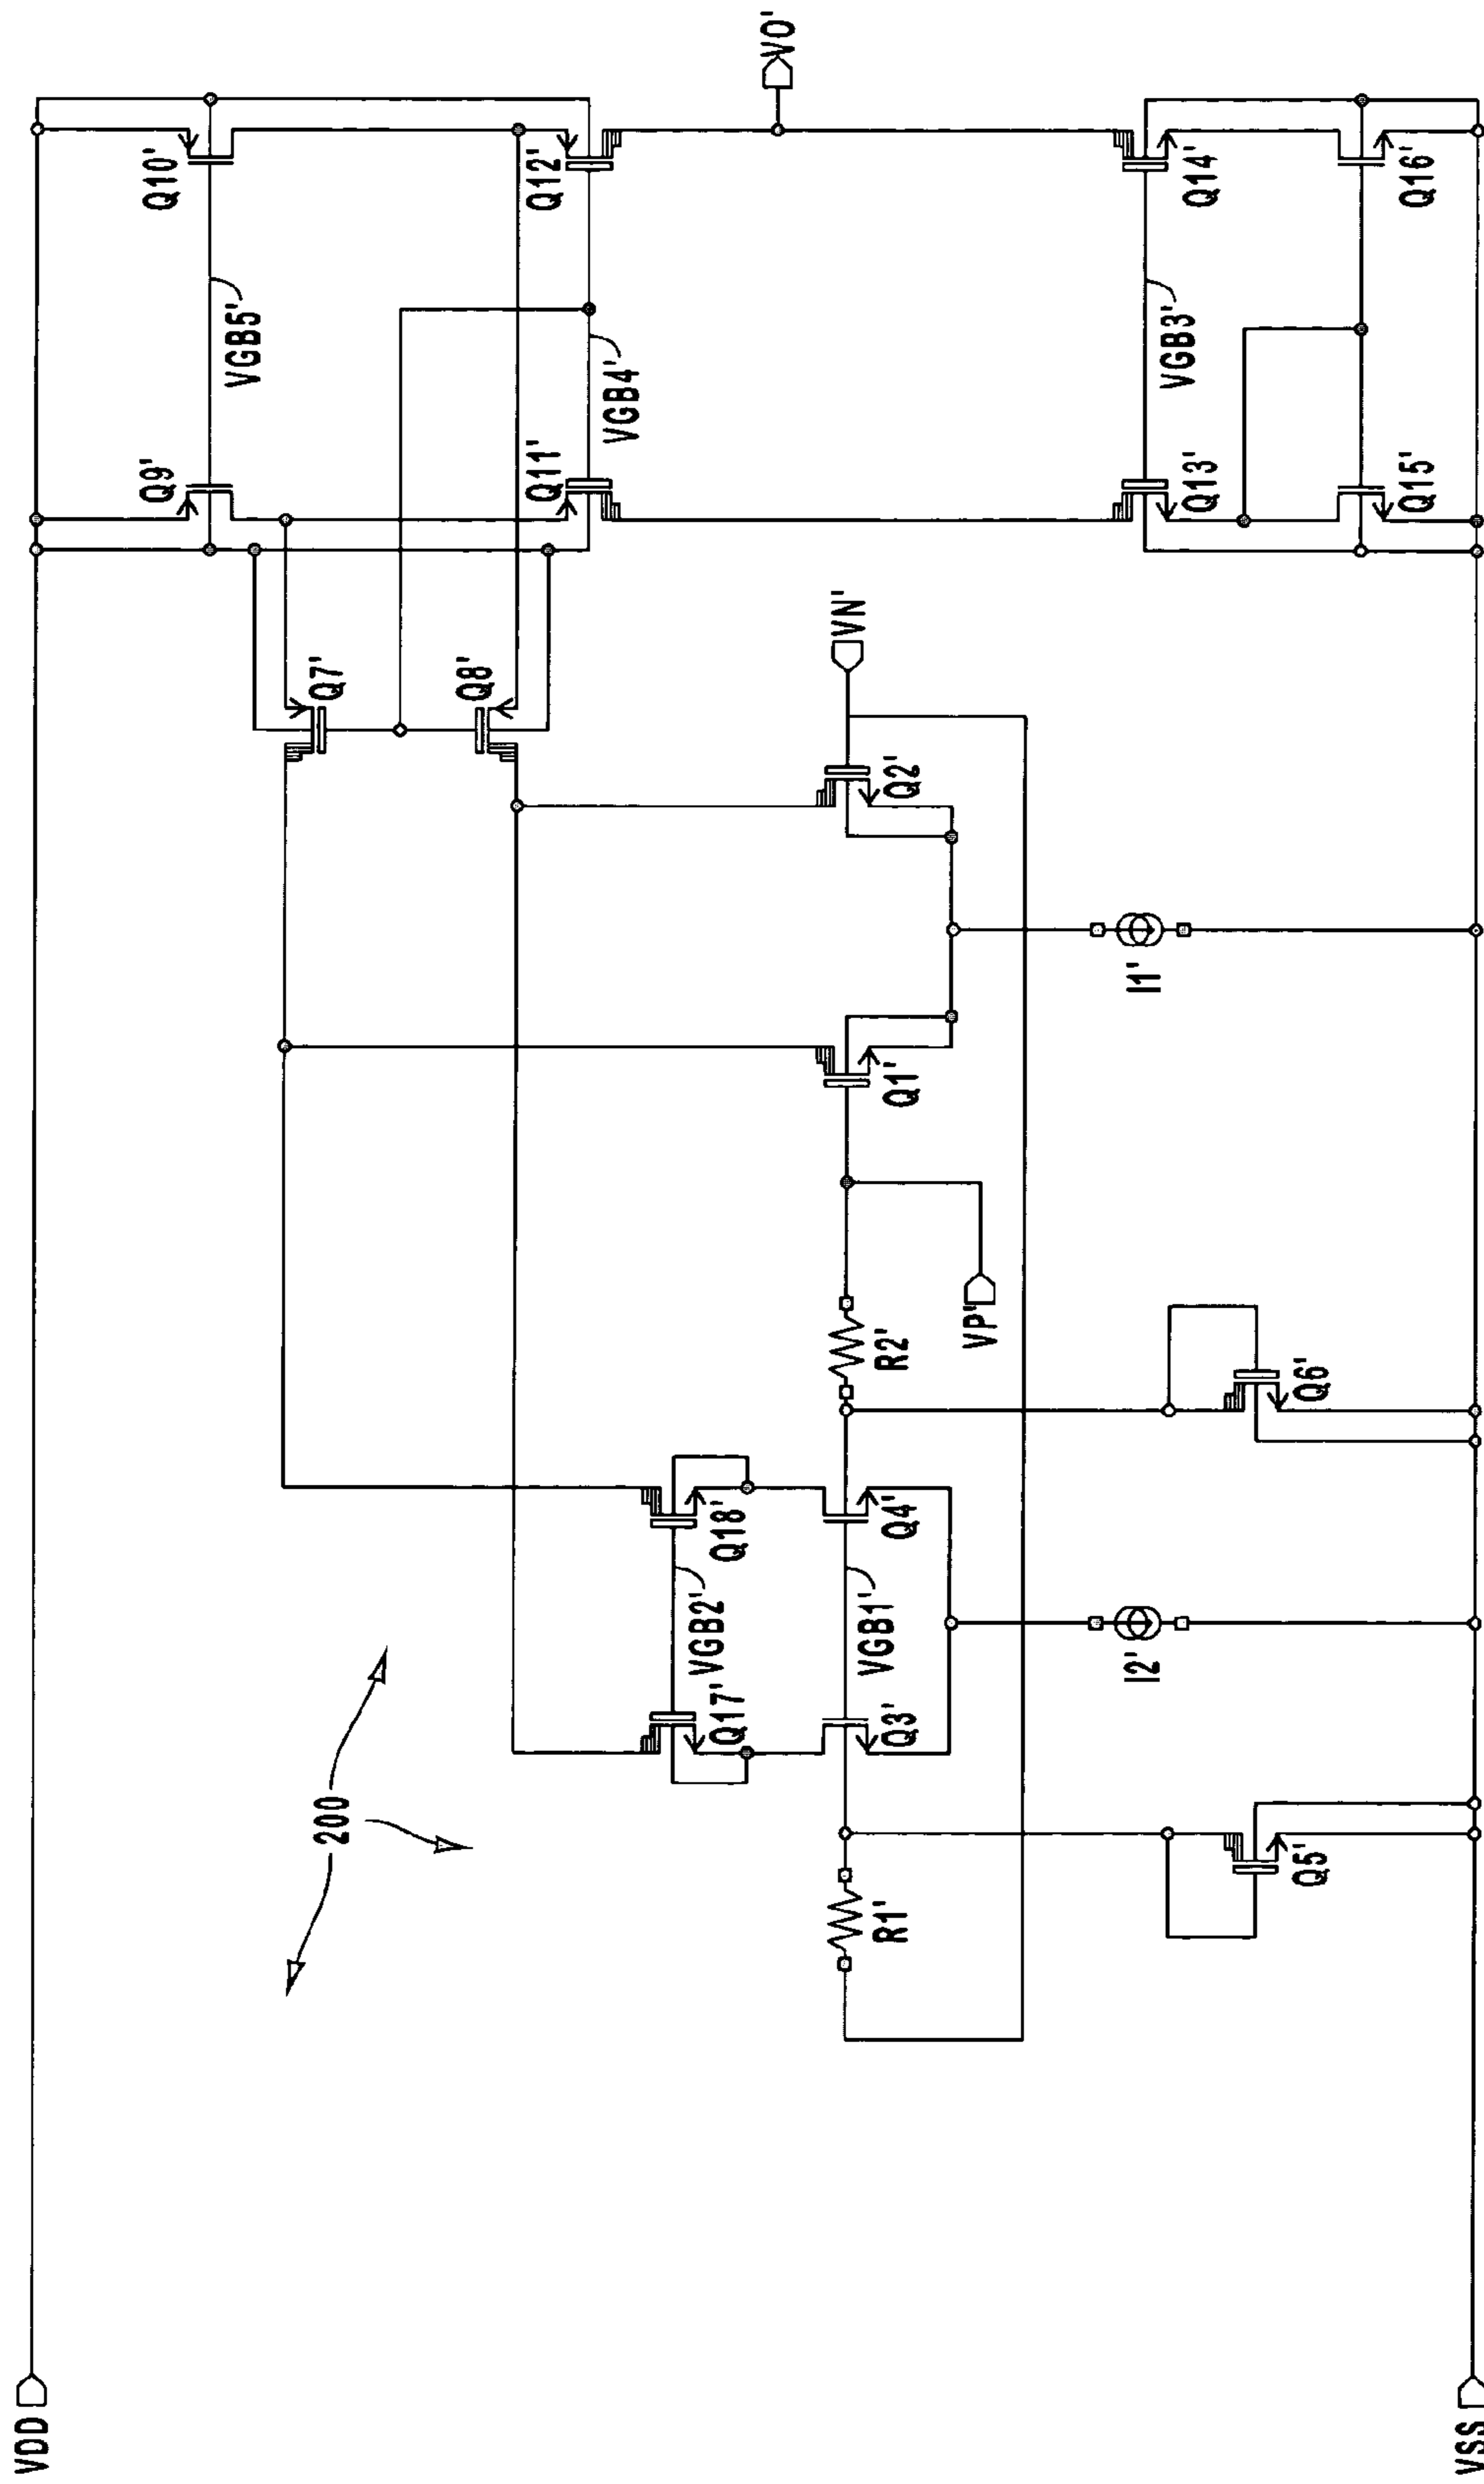 VDD
VSS
200
Q9'
Q10'
VGB5'
Q7'
Q8'
Q11'
Q12'
VGB4'
VO'
Q17'
Q18'
VGB2'
R1'
Q3'
Q4'
VGB1'
R2'
Q1'
Q2'
VN'
VP'
I2'
I1'
Q5'
Q6'
Q13'
Q14'
VGB3'
Q15'
Q16'